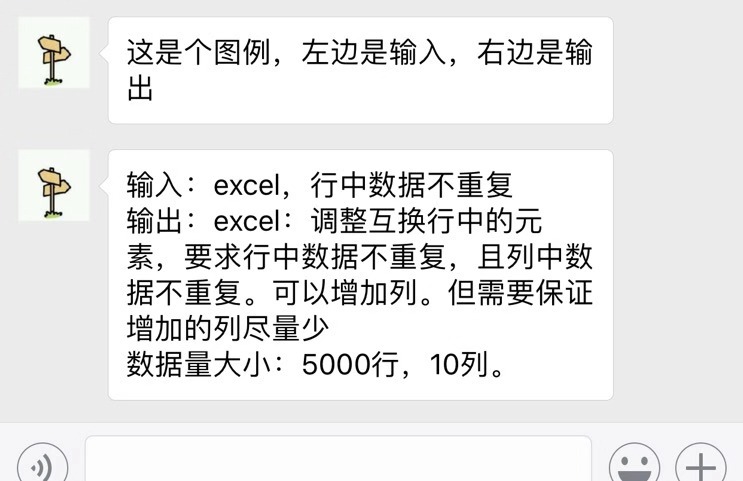 这是个图例，左边是输入，右边是输
出
输入：excel，行中数据不重复
输出：excel：调整互换行中的元
素，要求行中数据不重复，且列中数
据不重复。可以增加列。但需要保证
增加的列尽量少
数据量大小：5000行，10列。